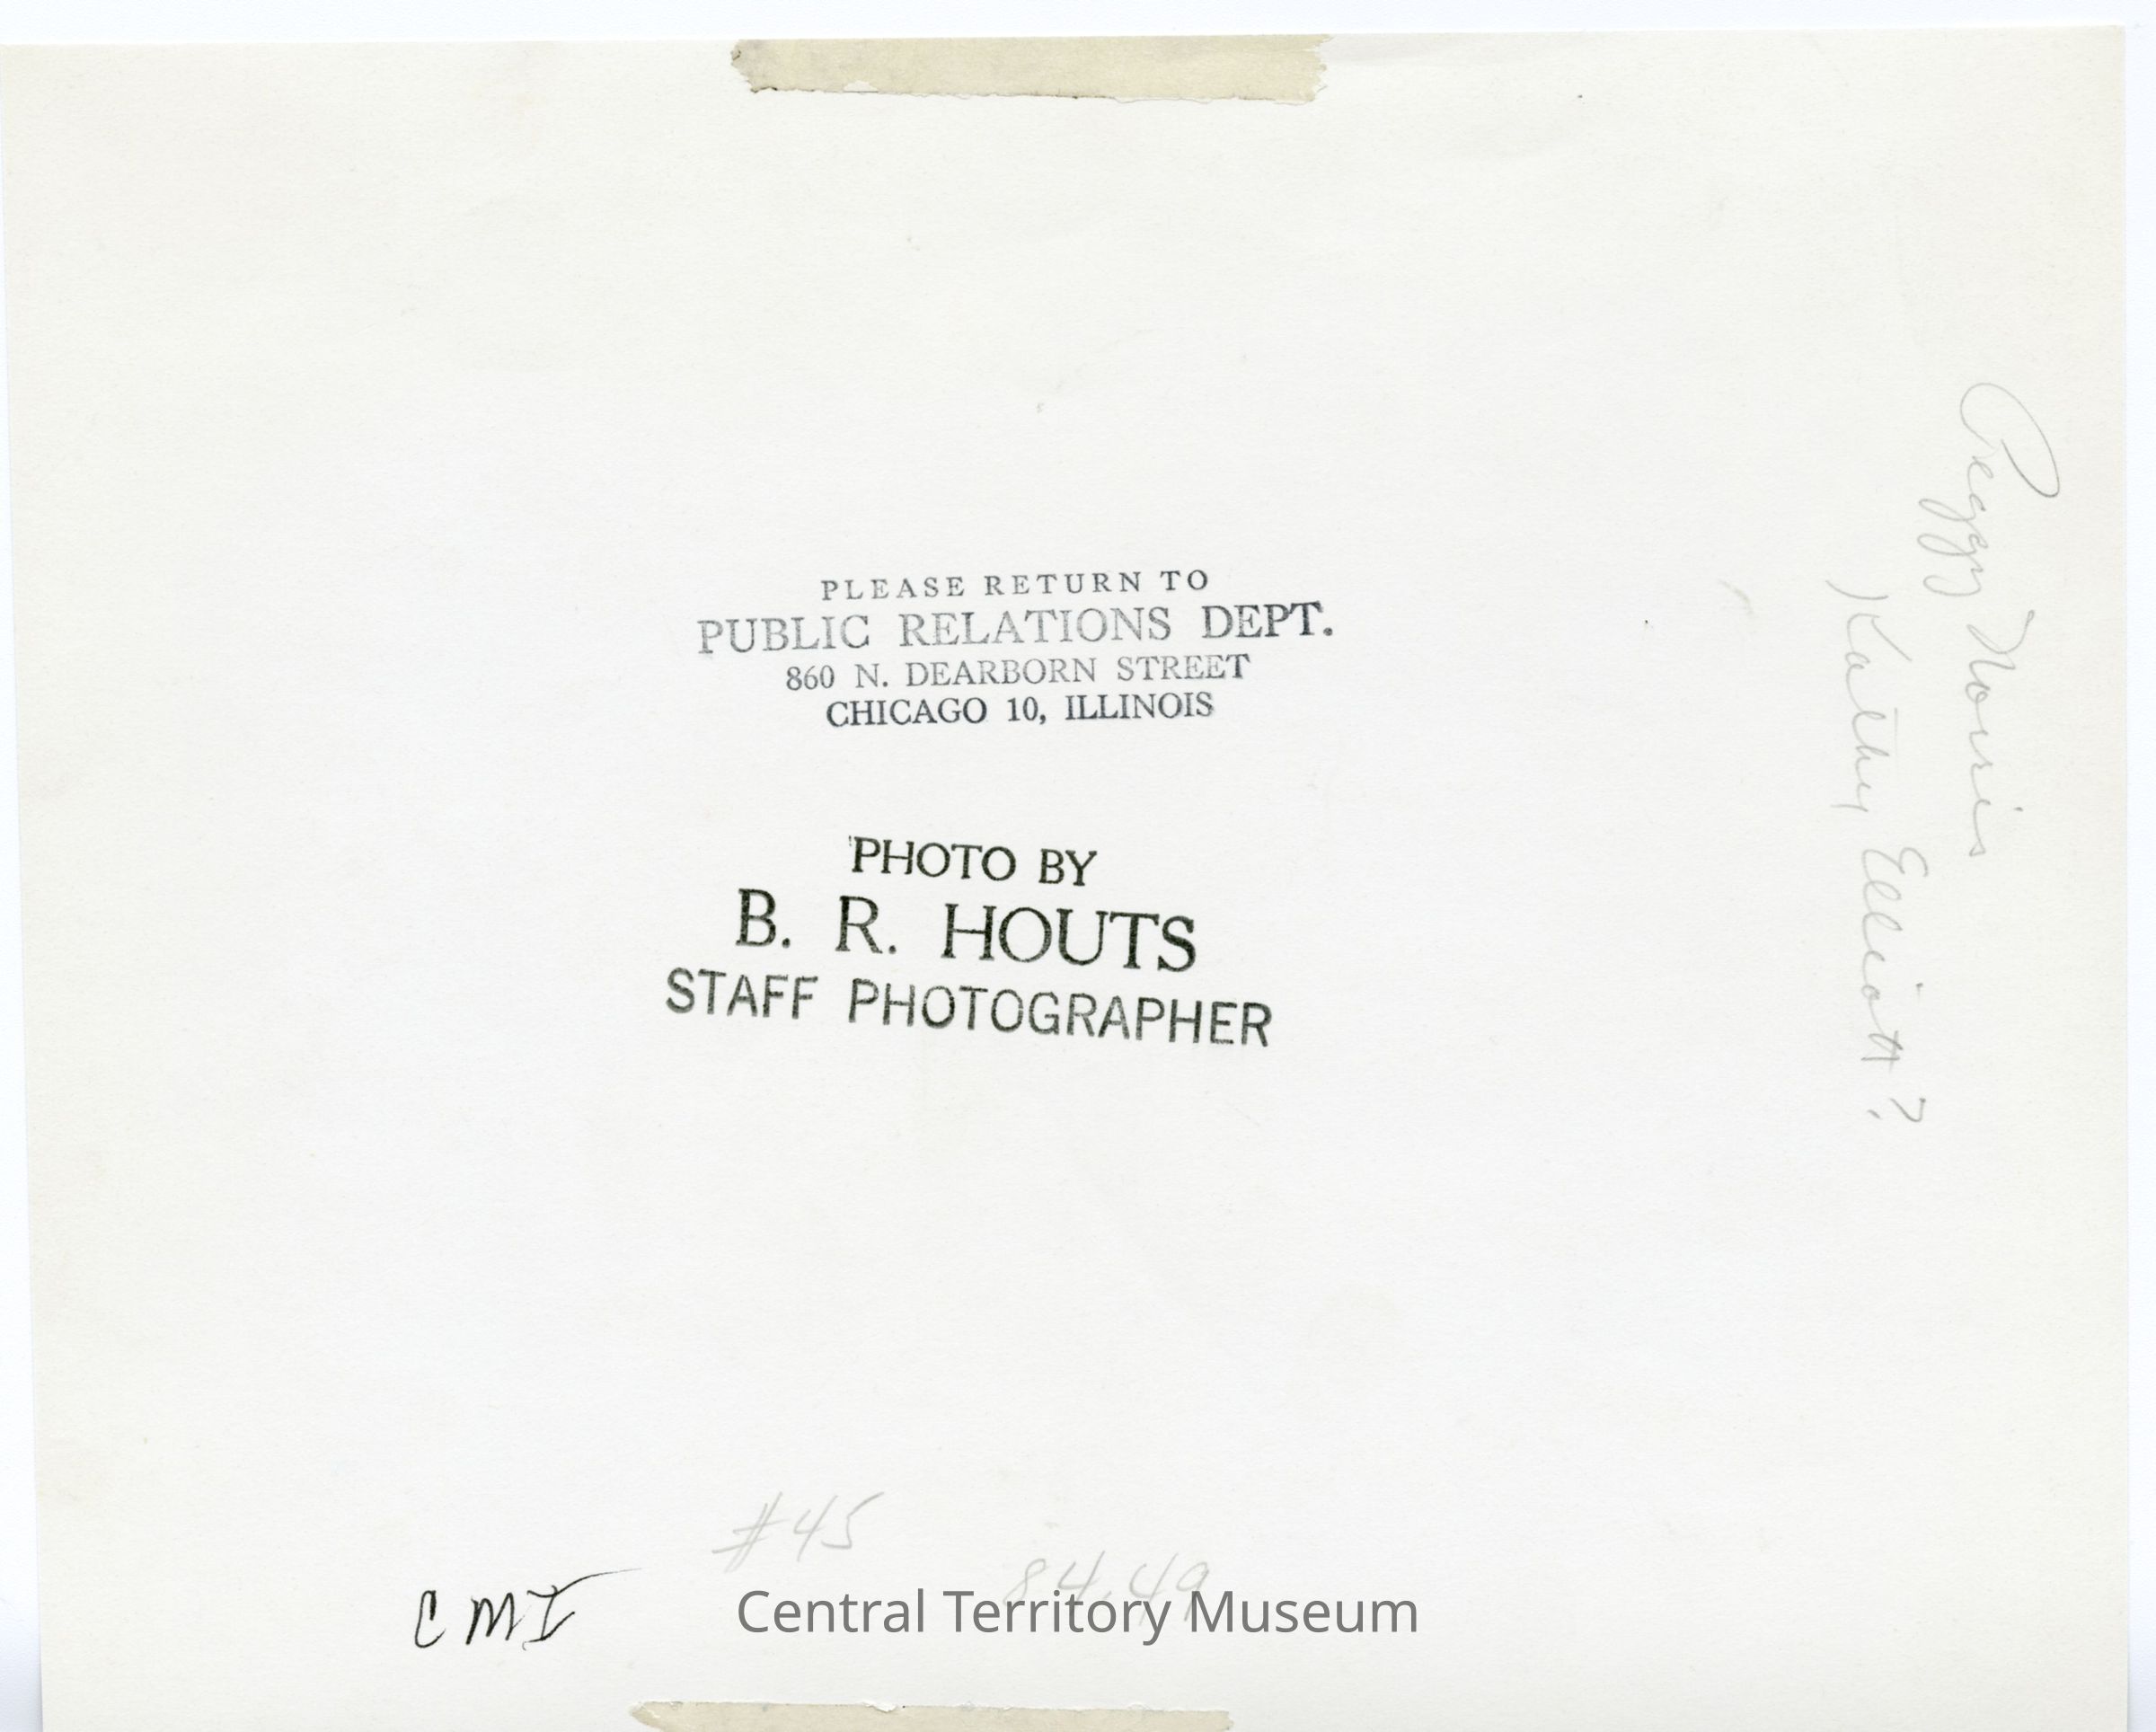 PLEASE RETURN TO
PUBLIC RELATIONS DEPT.
860 N. DEARBORN STREET
CHICAGO 10, ILLINOIS
PHOTO BY
B. R. HOUTS
STAFF PHOTOGRAPHER
Peggy Norris
Kathy Elliott?
#45
84.49
CMI
Central Territory Museum